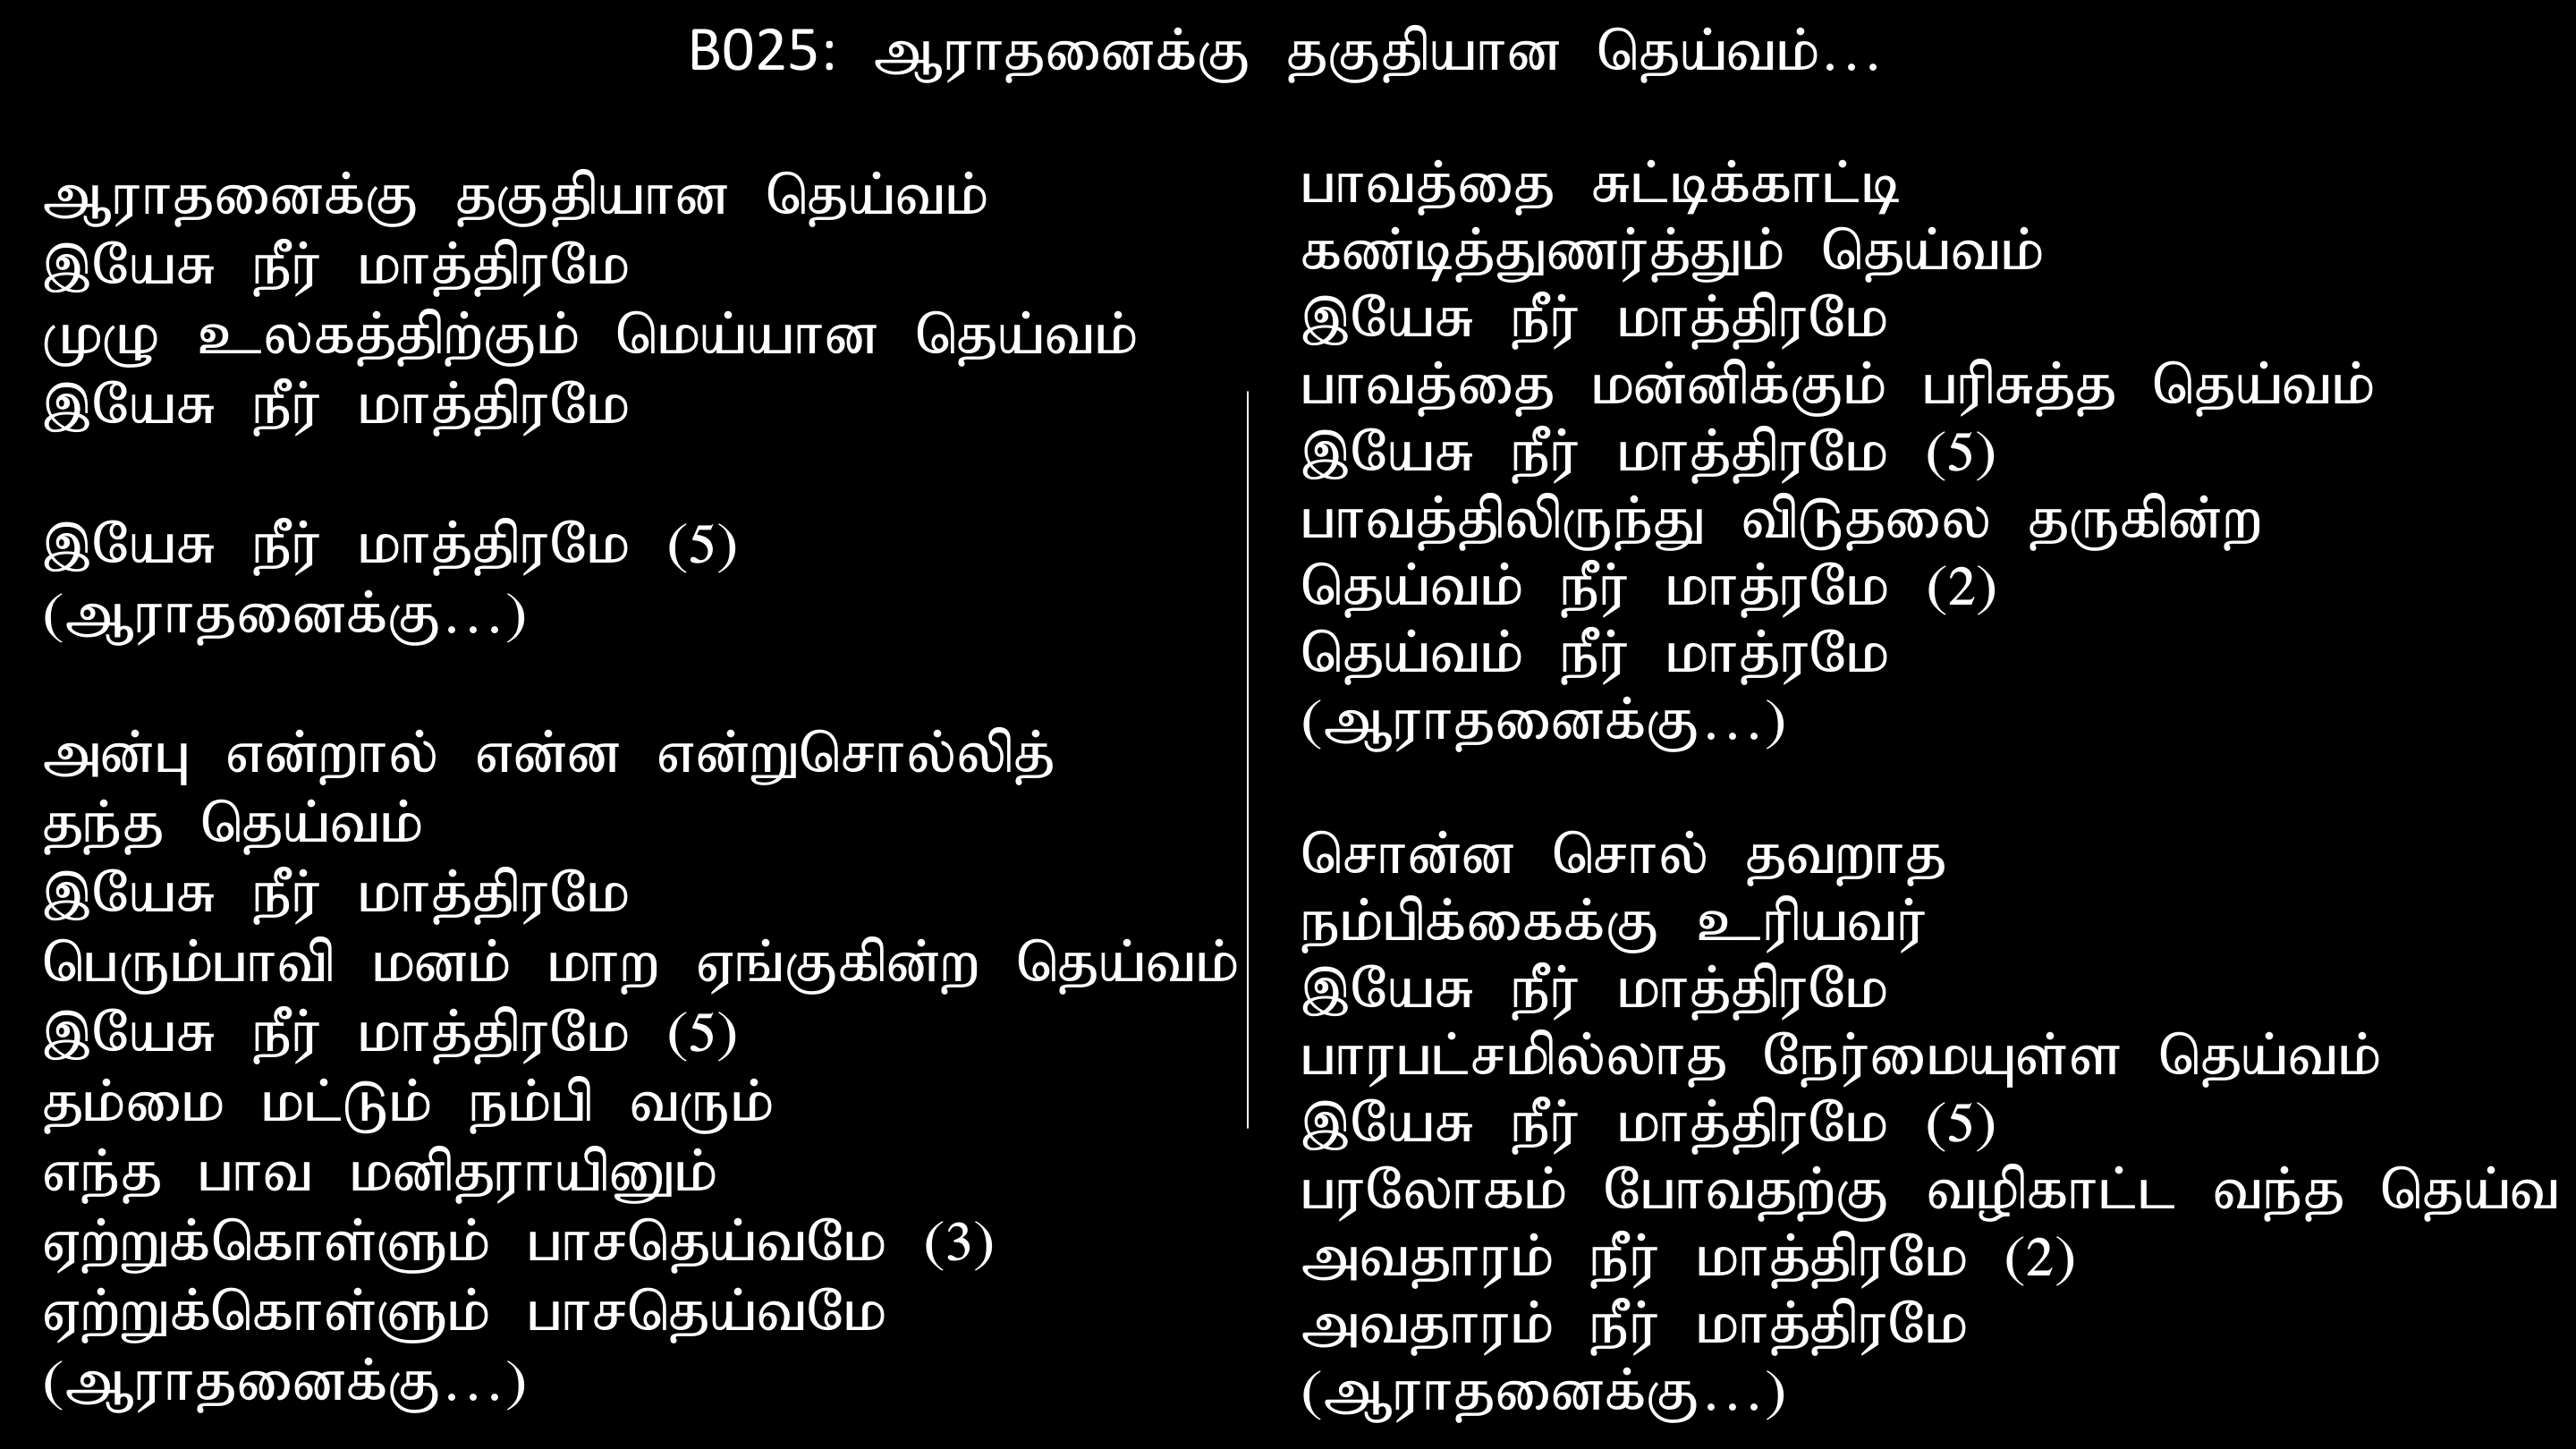 B025: ஆராதனைக்கு தகுதியான தெய்வம்...
ஆராதனைக்கு தகுதியான தெய்வம்
இயேசு நீர் மாத்திரமே
முழு உலகத்திற்கும் மெய்யான தெய்வம்
இயேசு நீர் மாத்திரமே
இயேசு நீர் மாத்திரமே (5)
(ஆராதனைக்கு...)
அன்பு என்றால் என்ன என்றுசொல்லித்
தந்த தெய்வம்
இயேசு நீர் மாத்திரமே
பெரும்பாவி மனம் மாற ஏங்குகின்ற தெய்வம்
இயேசு நீர் மாத்திரமே (5)
தம்மை மட்டும் நம்பி வரும்
எந்த பாவ மனிதராயினும்
ஏற்றுக்கொள்ளும் பாசதெய்வமே (3)
ஏற்றுக்கொள்ளும் பாசதெய்வமே
(ஆராதனைக்கு...)
பாவத்தை சுட்டிக்காட்டி
கண்டித்துணர்த்தும் தெய்வம்
இயேசு நீர் மாத்திரமே
பாவத்தை மன்னிக்கும் பரிசுத்த தெய்வம்
இயேசு நீர் மாத்திரமே (5)
பாவத்திலிருந்து விடுதலை தருகின்ற
தெய்வம் நீர் மாத்ரமே (2)
தெய்வம் நீர் மாத்ரமே
(ஆராதனைக்கு...)
சொன்ன சொல் தவறாத
நம்பிக்கைக்கு உரியவர்
இயேசு நீர் மாத்திரமே
பாரபட்சமில்லாத நேர்மையுள்ள தெய்வம்
இயேசு நீர் மாத்திரமே (5)
பரலோகம் போவதற்கு வழிகாட்ட வந்த தெய்வ
அவதாரம் நீர் மாத்திரமே (2)
அவதாரம் நீர் மாத்திரமே
(ஆராதனைக்கு...)